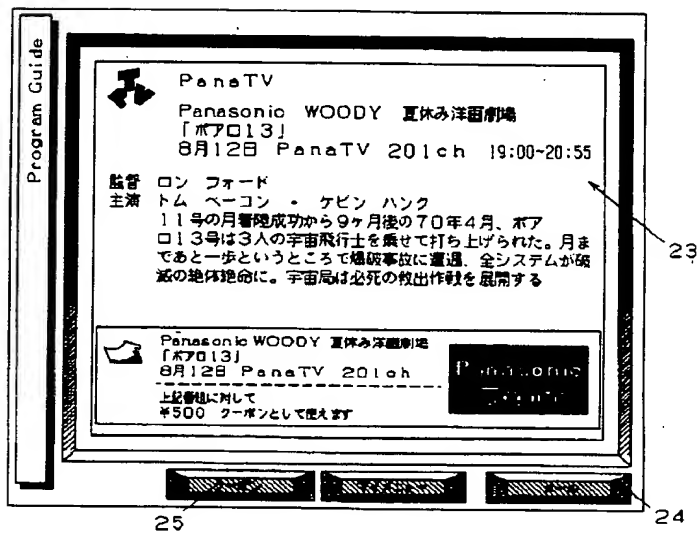 Program Guide
PanaTV
Panasonic WOODY 夏休み洋画劇場
「ポアロ13」
8月12日 PanaTV 201ch 19:00~20:55
監督 ロン フォード
主演 トム ベーコン ・ ケビン ハンク
11号の月着陸成功から9ヶ月後の70年4月、ポア
ロ13号は3人の宇宙飛行士を乗せて打ち上げられた。月ま
であと一歩というところで爆破事故に遭遇、全システムが破
滅の絶体絶命に。宇宙局は必死の救出作戦を展開する
23
Panasonic WOODY 夏休み洋画劇場
「ポアロ13」
8月12日 PanaTV 201ch
上記番組に対して
¥500 クーポンとして使えます
Panasonic
25
24